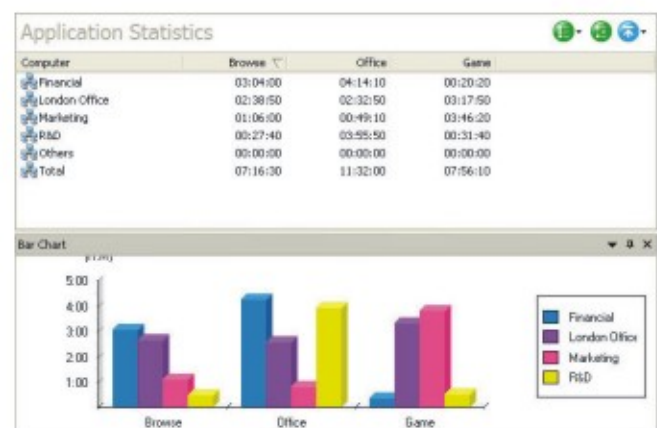 Application Statistics
Computer Browse Office Game
Financial 03:04:00 04:14:10 00:20:20
London Office 02:38:50 02:32:50 03:17:50
Marketing 01:06:00 00:49:10 03:46:20
R&D 00:27:40 03:55:50 00:31:40
Others 00:00:00 00:00:00 00:00:00
Total 07:16:30 11:32:00 07:56:10
Bar Chart
5:00
4:00
3:00
2:00
1:00
Browse Office Game
Financial
London Office
Marketing
R&D